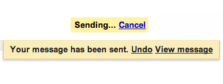 Sending... Cancel
Your message has been sent. Undo View message